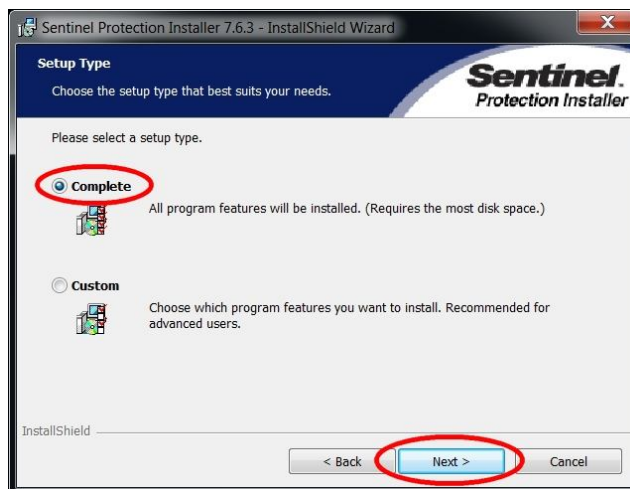 Sentinel Protection Installer 7.6.3 - InstallShield Wizard
Setup Type
Choose the setup type that best suits your needs.
Sentinel.
Protection Installer
Please select a setup type.
Complete
All program features will be installed. (Requires the most disk space.)
Custom
Choose which program features you want to install. Recommended for
advanced users.
InstallShield
< Back
Next >
Cancel